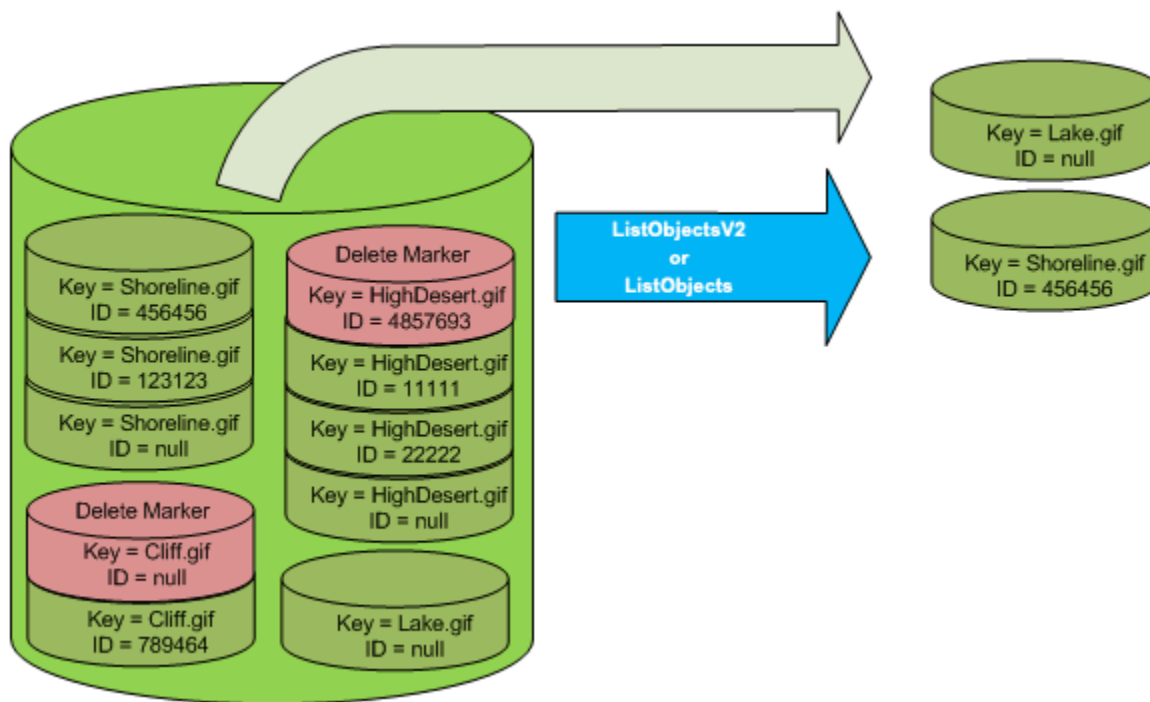 Key = Shoreline.gif
ID = 456456
Key = Shoreline.gif
ID = 123123
Key = Shoreline.gif
ID = null
Delete Marker
Key = Cliff.gif
ID = null
Key = Cliff.gif
ID = 789464
Delete Marker
Key = HighDesert.gif
ID = 4857693
Key = HighDesert.gif
ID = 11111
Key = HighDesert.gif
ID = 22222
Key = HighDesert.gif
ID = null
Key = Lake.gif
ID = null
ListObjectsV2
or
ListObjects
Key = Lake.gif
ID = null
Key = Shoreline.gif
ID = 456456